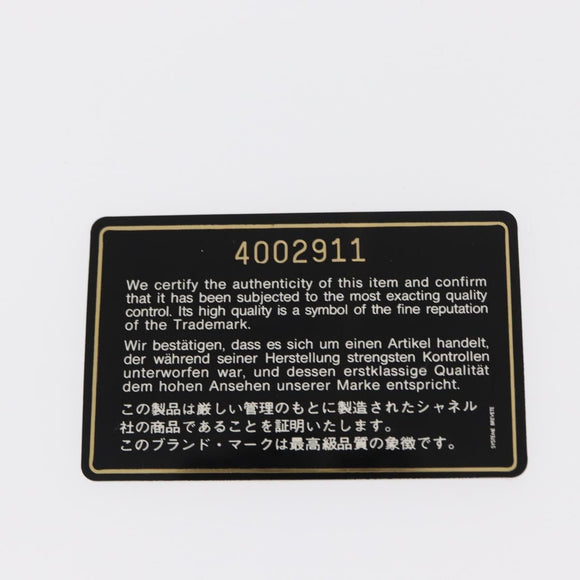 4002911
We certify the authenticity of this item and confirm
that it has been subjected to the most exacting quality
control. Its high quality is a symbol of the fine reputation
of the Trademark.
Wir bestätigen, dass es sich um einen Artikel handelt,
der während seiner Herstellung strengsten Kontrollen
unterworfen war, und dessen erstklassige Qualität
dem hohen Ansehen unserer Marke entspricht.
この製品は厳しい管理のもとに製造されたシャネル
社の商品であることを証明いたします。
このブランド・マークは最高級品質の象徴です。
SYSTEME BREVETE